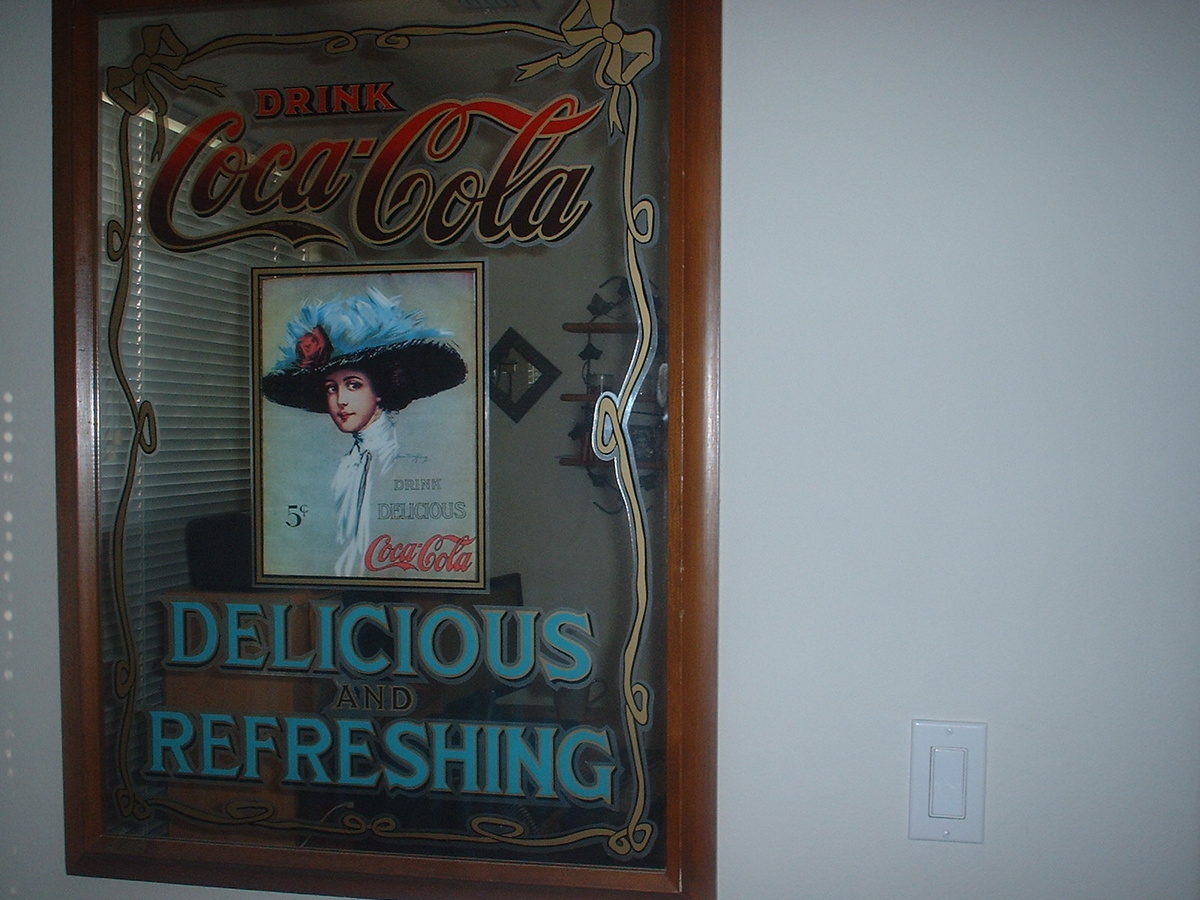 DRINK
Coca-Cola
DRINK
5¢
DELICIOUS
Coca-Cola
DELICIOUS
AND
REFRESHING